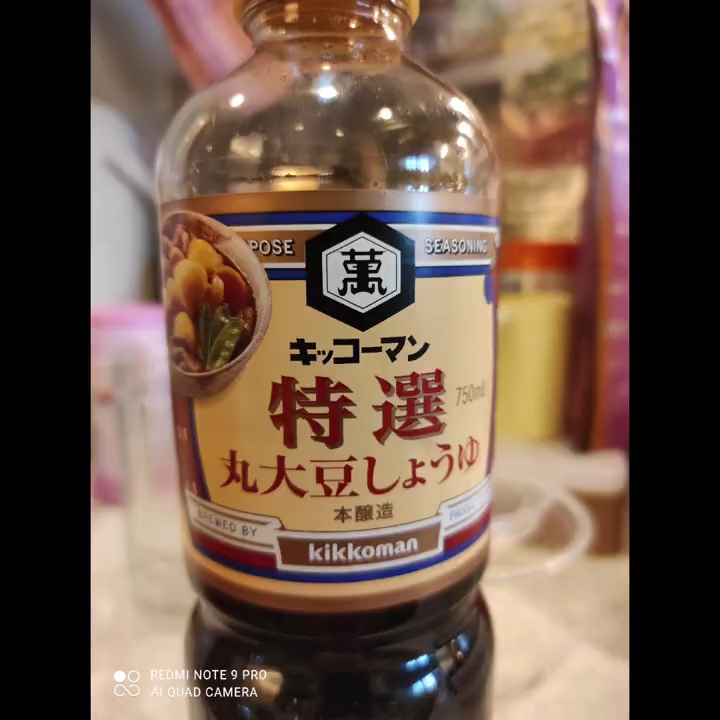 POSE
SEASONING
萬
キッコーマン
特選
750ml
丸大豆しょうゆ
本醸造
BREWED BY
kikkoman
REDMI NOTE 9 PRO
AI QUAD CAMERA